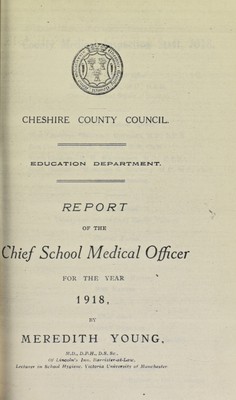 CHESHIRE COUNTY COUNCIL.
EDUCATION DEPARTMENT.
REPORT
OF THE
Chief School Medical Officer
FOR THE YEAR
1918,
BY
MEREDITH YOUNG,
M.D., D.P.H., D.S. Sc.,
Of Lincoln's Inn, Barrister-at-Law,
Lecturer in School Hygiene, Victoria University of Manchester.